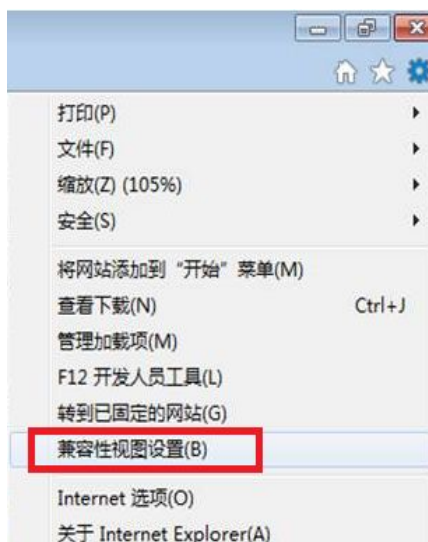 打印(P)
文件(F)
缩放(Z) (105%)
安全(S)
将网站添加到“开始”菜单(M)
查看下载(N) Ctrl+J
管理加载项(M)
F12 开发人员工具(L)
转到已固定的网站(G)
兼容性视图设置(B)
Internet 选项(O)
关于 Internet Explorer(A)